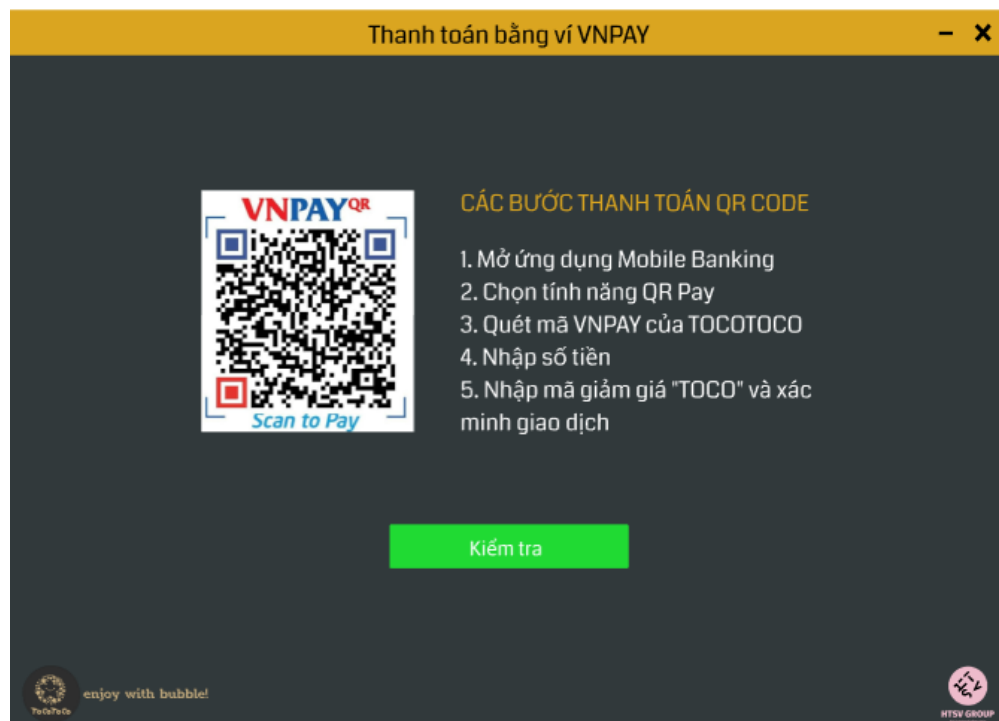 Thanh toán bằng ví VNPAY
VNPAY QR
CÁC BƯỚC THANH TOÁN QR CODE
1. Mở ứng dụng Mobile Banking
2. Chọn tính năng QR Pay
3. Quét mã VNPAY của TOCOTOCO
4. Nhập số tiền
5. Nhập mã giảm giá "TOCO" và xác
minh giao dịch
Scan to Pay
Kiểm tra
enjoy with bubble!
ToCoToCo
HTSV
HTSV GROUP